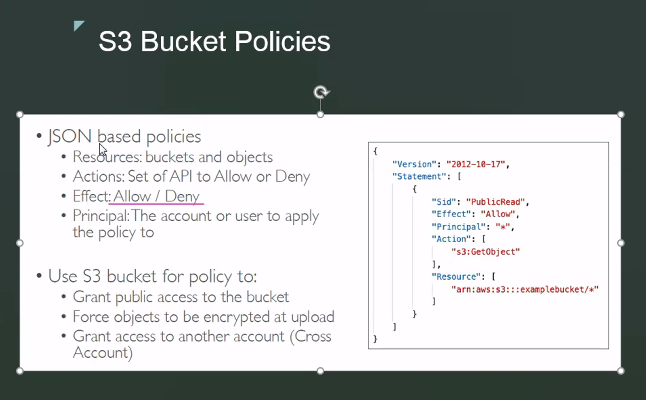 S3 Bucket Policies
• JSON based policies
• Resources: buckets and objects
• Actions: Set of API to Allow or Deny
• Effect: Allow / Deny
• Principal: The account or user to apply
the policy to
• Use S3 bucket for policy to:
• Grant public access to the bucket
• Force objects to be encrypted at upload
• Grant access to another account (Cross
Account)
{
"Version": "2012-10-17",
"Statement": [
{
"Sid": "PublicRead",
"Effect": "Allow",
"Principal": "*",
"Action": [
"s3:GetObject"
],
"Resource": [
"arn:aws:s3:::examplebucket/*"
]
}
]
}